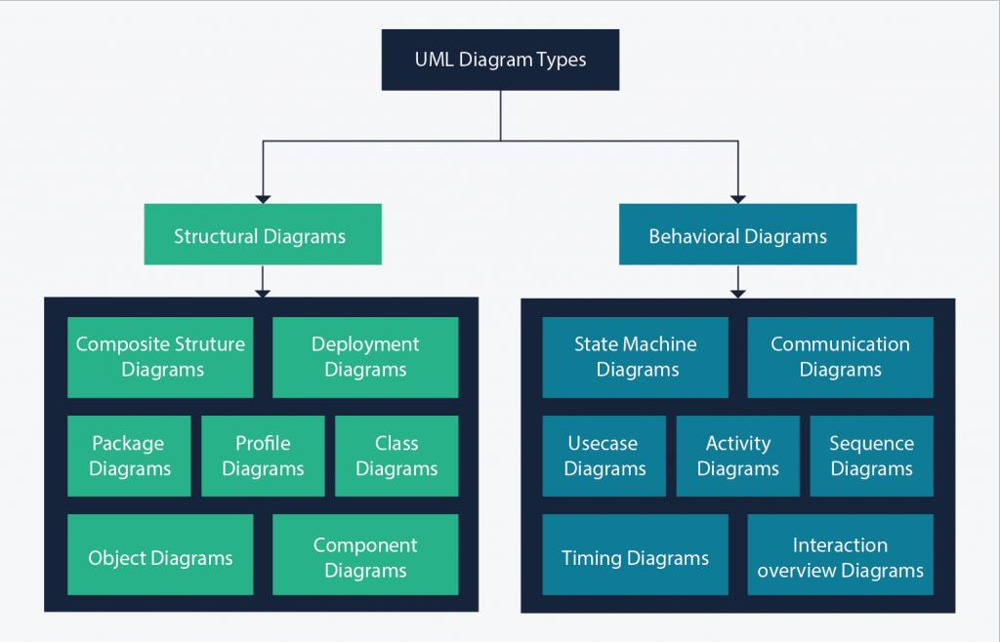 UML Diagram Types
Structural Diagrams
Behavioral Diagrams
Composite Struture
Diagrams
Deployment
Diagrams
Package
Diagrams
Profile
Diagrams
Class
Diagrams
Object Diagrams
Component
Diagrams
State Machine
Diagrams
Communication
Diagrams
Usecase
Diagrams
Activity
Diagrams
Sequence
Diagrams
Timing Diagrams
Interaction
overview Diagrams